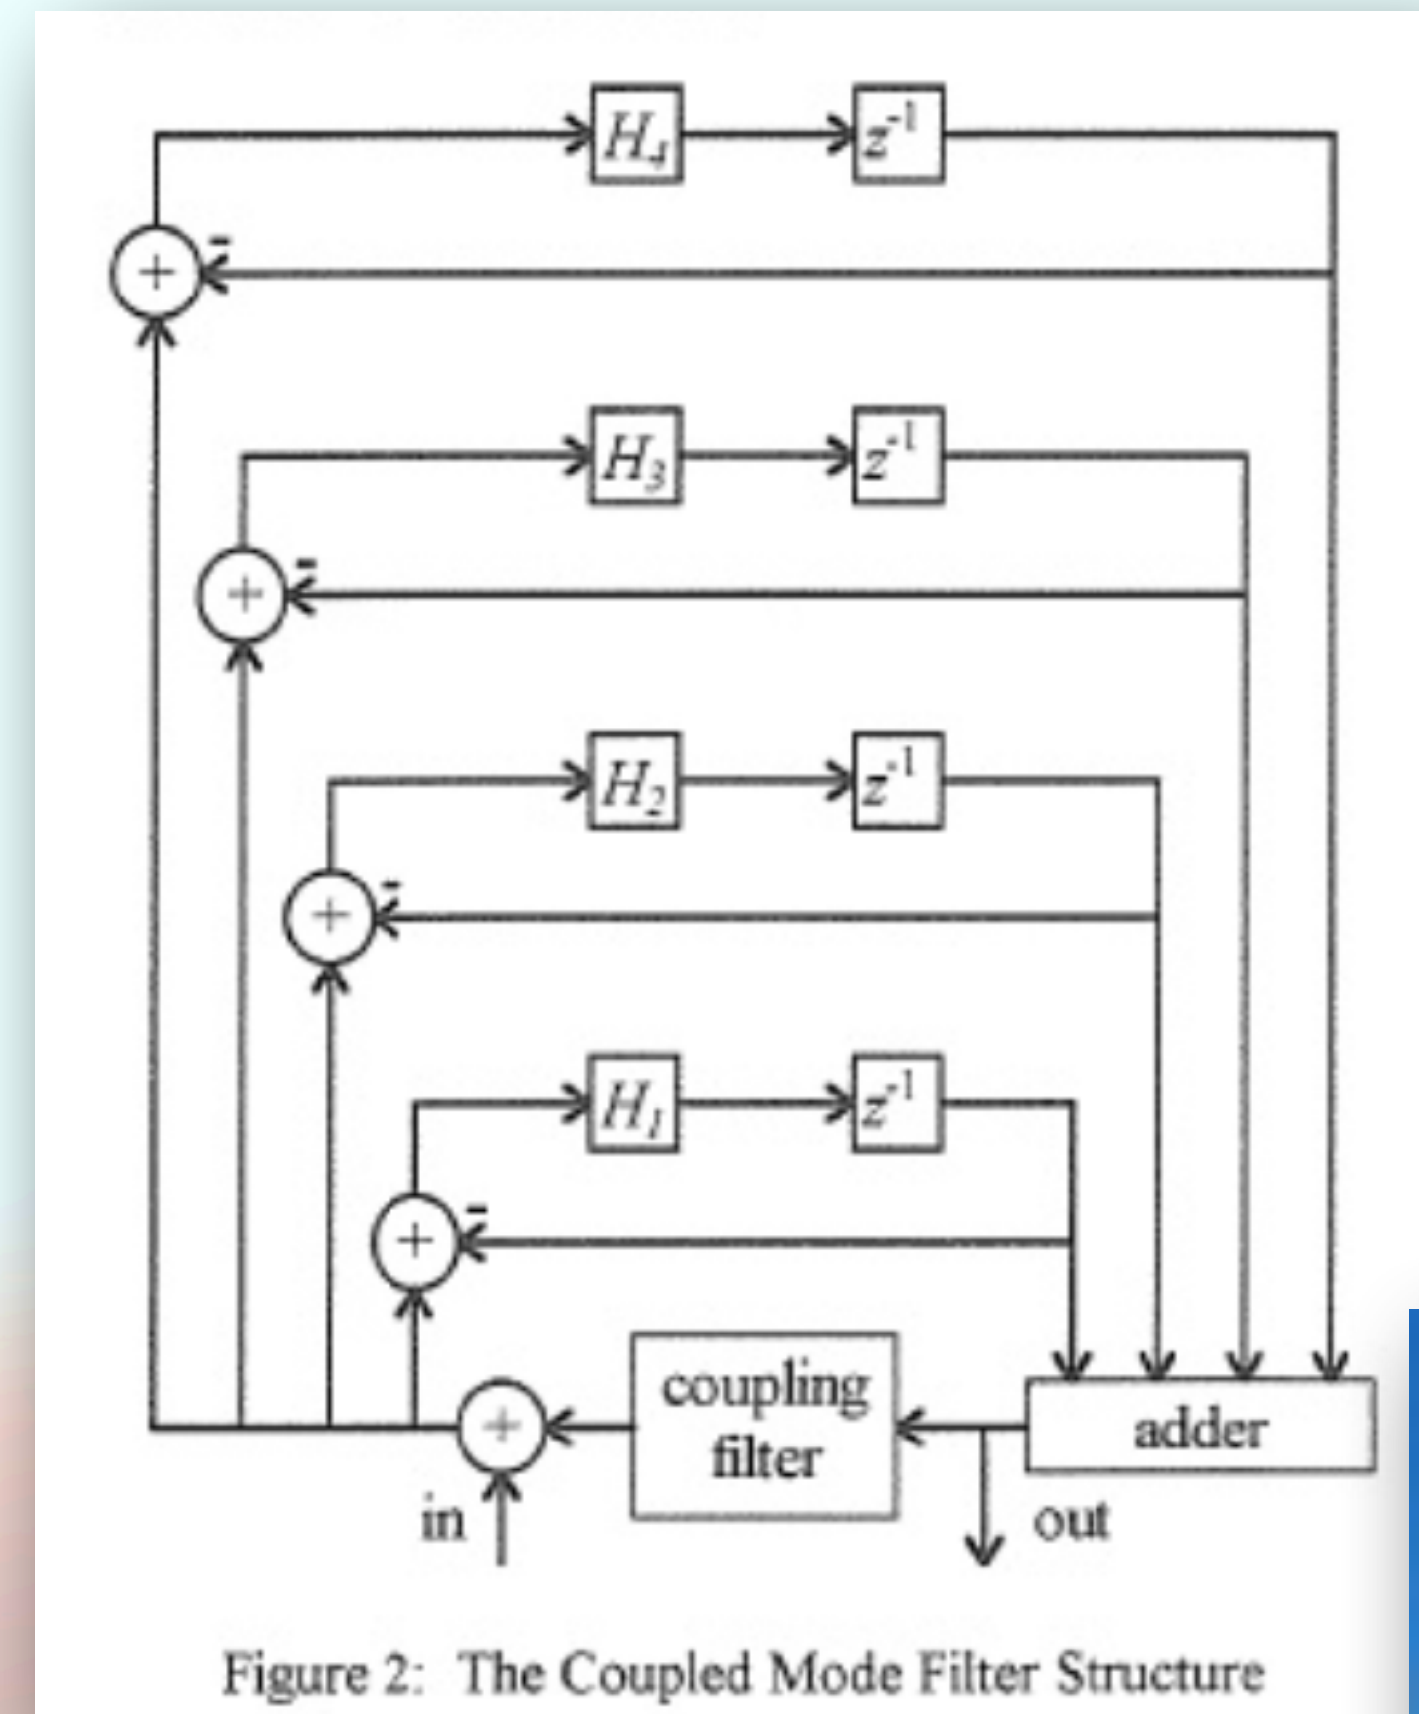 H₄ z⁻¹
-
+
H₃ z⁻¹
-
+
H₂ z⁻¹
-
+
H₁ z⁻¹
-
+
coupling
filter
+
adder
in
out
Figure 2: The Coupled Mode Filter Structure